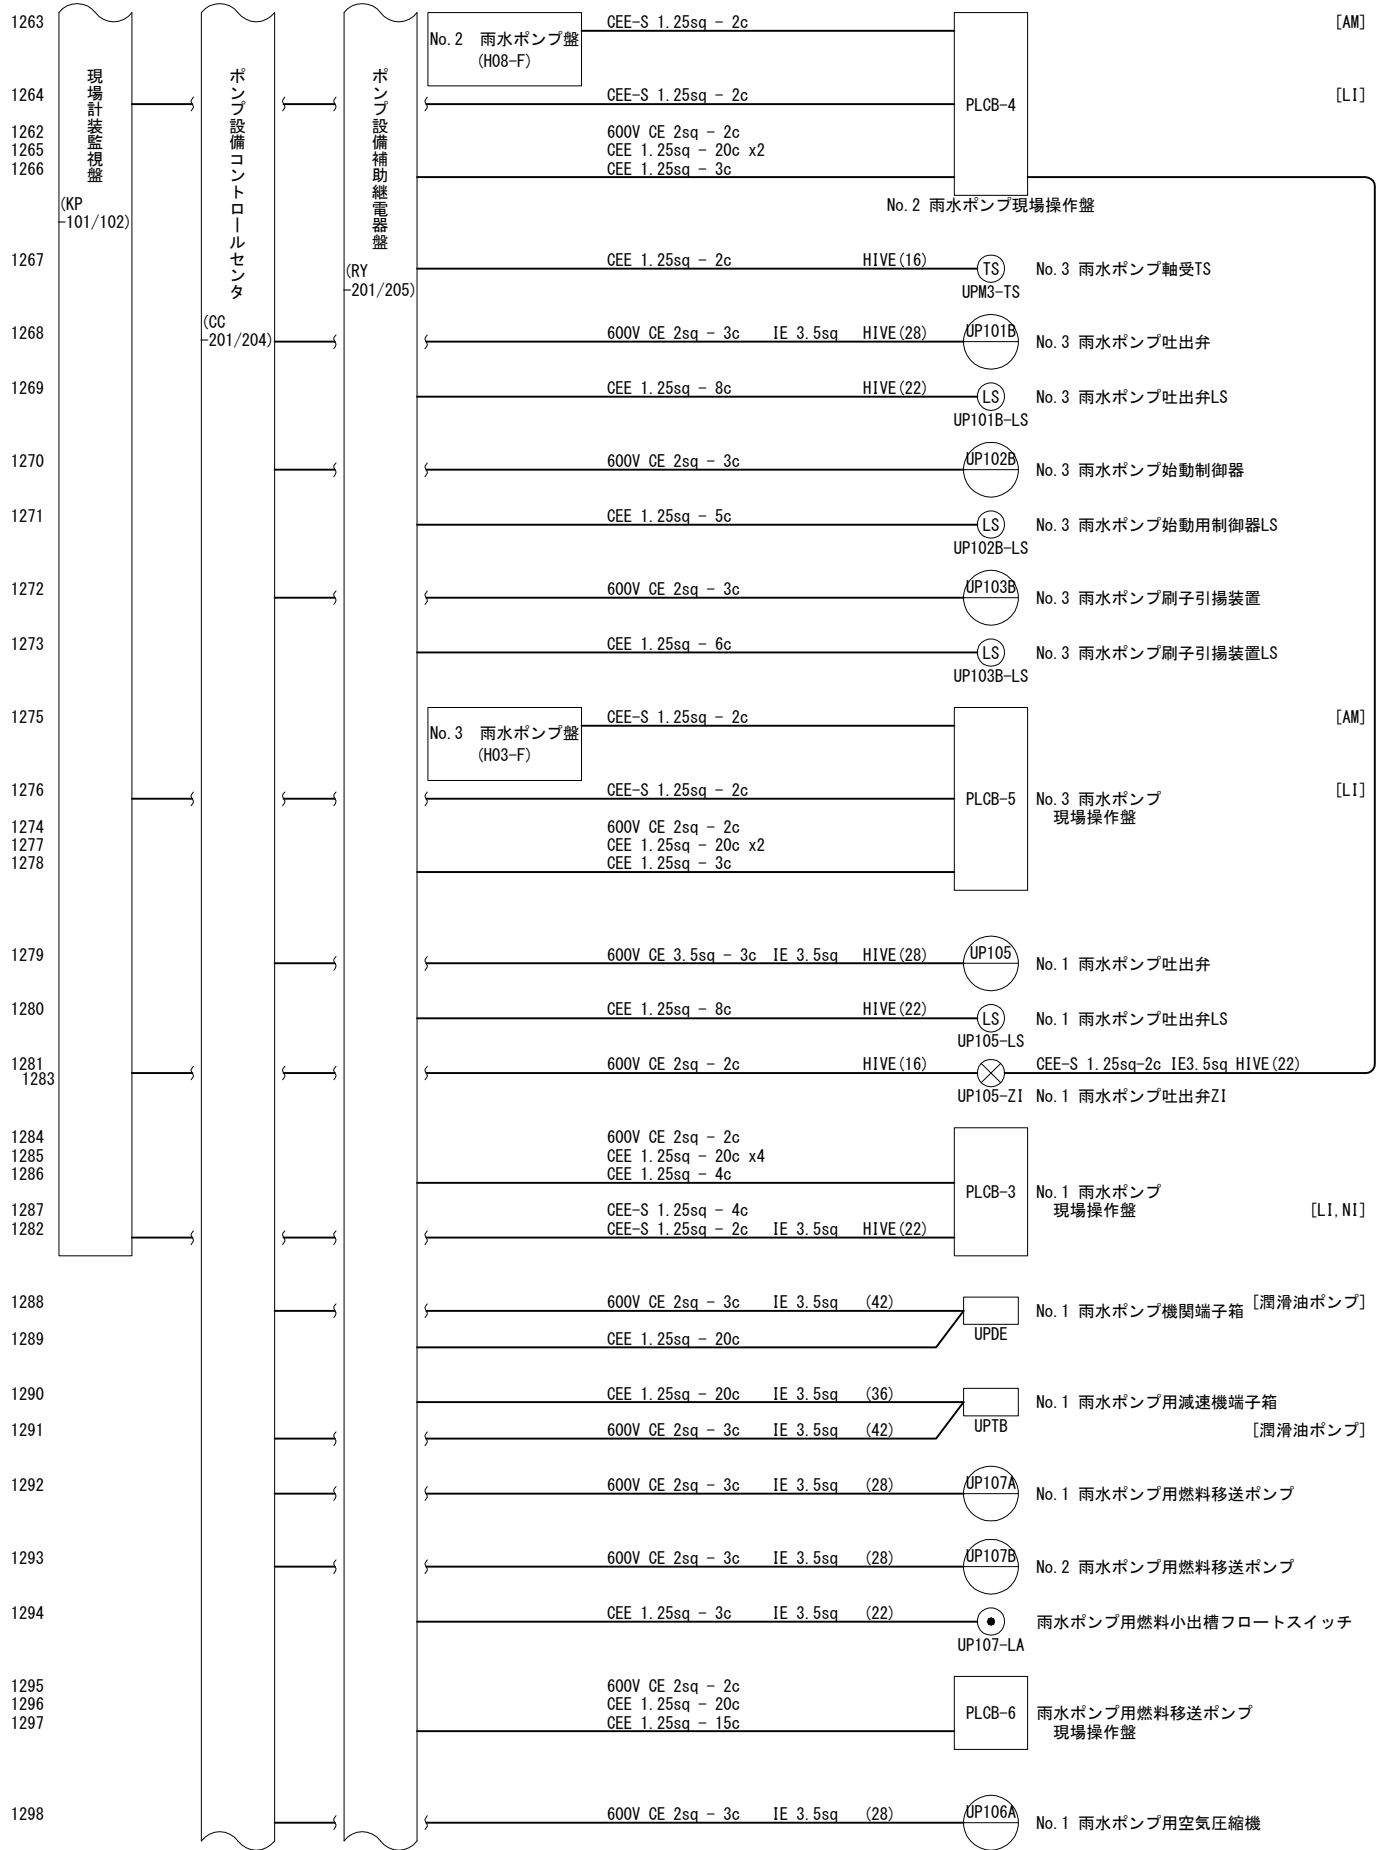 現場計装監視盤
(KP
-101/102)
ポンプ設備コントロールセンタ
(CC
-201/204)
ポンプ設備補助継電器盤
(RY
-201/205)
1263
No.2 雨水ポンプ盤
(H08-F)
CEE-S 1.25sq - 2c
[AM]
1264
CEE-S 1.25sq - 2c
PLCB-4
[LI]
1262
600V CE 2sq - 2c
1265
CEE 1.25sq - 20c x2
1266
CEE 1.25sq - 3c
No.2 雨水ポンプ現場操作盤
1267
CEE 1.25sq - 2c
HIVE(16)
TS
No.3 雨水ポンプ軸受TS
UPM3-TS
1268
600V CE 2sq - 3c
IE 3.5sq
HIVE(28)
UP101B
No.3 雨水ポンプ吐出弁
1269
CEE 1.25sq - 8c
HIVE(22)
LS
No.3 雨水ポンプ吐出弁LS
UP101B-LS
1270
600V CE 2sq - 3c
UP102B
No.3 雨水ポンプ始動制御器
1271
CEE 1.25sq - 5c
LS
No.3 雨水ポンプ始動用制御器LS
UP102B-LS
1272
600V CE 2sq - 3c
UP103B
No.3 雨水ポンプ刷子引揚装置
1273
CEE 1.25sq - 6c
LS
No.3 雨水ポンプ刷子引揚装置LS
UP103B-LS
1275
No.3 雨水ポンプ盤
(H03-F)
CEE-S 1.25sq - 2c
[AM]
1276
CEE-S 1.25sq - 2c
PLCB-5
No.3 雨水ポンプ
現場操作盤
[LI]
1274
600V CE 2sq - 2c
1277
CEE 1.25sq - 20c x2
1278
CEE 1.25sq - 3c
1279
600V CE 3.5sq - 3c
IE 3.5sq
HIVE(28)
UP105
No.1 雨水ポンプ吐出弁
1280
CEE 1.25sq - 8c
HIVE(22)
LS
No.1 雨水ポンプ吐出弁LS
UP105-LS
1281
1283
600V CE 2sq - 2c
HIVE(16)
CEE-S 1.25sq-2c IE3.5sq HIVE(22)
UP105-ZI
No.1 雨水ポンプ吐出弁ZI
1284
600V CE 2sq - 2c
1285
CEE 1.25sq - 20c x4
1286
CEE 1.25sq - 4c
PLCB-3
No.1 雨水ポンプ
現場操作盤
1287
CEE-S 1.25sq - 4c
[LI,NI]
1282
CEE-S 1.25sq - 2c
IE 3.5sq
HIVE(22)
1288
600V CE 2sq - 3c
IE 3.5sq
(42)
No.1 雨水ポンプ機関端子箱
[潤滑油ポンプ]
UPDE
1289
CEE 1.25sq - 20c
1290
CEE 1.25sq - 20c
IE 3.5sq
(36)
No.1 雨水ポンプ用減速機端子箱
UPTB
1291
600V CE 2sq - 3c
IE 3.5sq
(42)
[潤滑油ポンプ]
1292
600V CE 2sq - 3c
IE 3.5sq
(28)
UP107A
No.1 雨水ポンプ用燃料移送ポンプ
1293
600V CE 2sq - 3c
IE 3.5sq
(28)
UP107B
No.2 雨水ポンプ用燃料移送ポンプ
1294
CEE 1.25sq - 3c
IE 3.5sq
(22)
雨水ポンプ用燃料小出槽フロートスイッチ
UP107-LA
1295
600V CE 2sq - 2c
1296
CEE 1.25sq - 20c
1297
CEE 1.25sq - 15c
PLCB-6
雨水ポンプ用燃料移送ポンプ
現場操作盤
1298
600V CE 2sq - 3c
IE 3.5sq
(28)
UP106A
No.1 雨水ポンプ用空気圧縮機